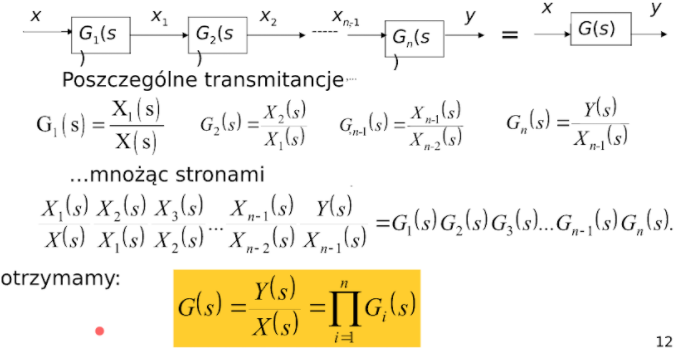 x G₁(s) x₁ G₂(s) x₂ ----- xₙ₋₁ Gₙ(s) y = x G(s) y
Poszczególne transmitancje...
G₁(s) = X₁(s)/X(s) G₂(s) = X₂(s)/X₁(s) Gₙ₋₁(s) = Xₙ₋₁(s)/Xₙ₋₂(s) Gₙ(s) = Y(s)/Xₙ₋₁(s)
...mnożąc stronami
X₁(s)/X(s) X₂(s)/X₁(s) X₃(s)/X₂(s) ... Xₙ₋₁(s)/Xₙ₋₂(s) Y(s)/Xₙ₋₁(s) = G₁(s)G₂(s)G₃(s)...Gₙ₋₁(s)Gₙ(s).
otrzymamy:
G(s) = Y(s)/X(s) = ∏ᵢ₌₁ⁿ Gᵢ(s)
12